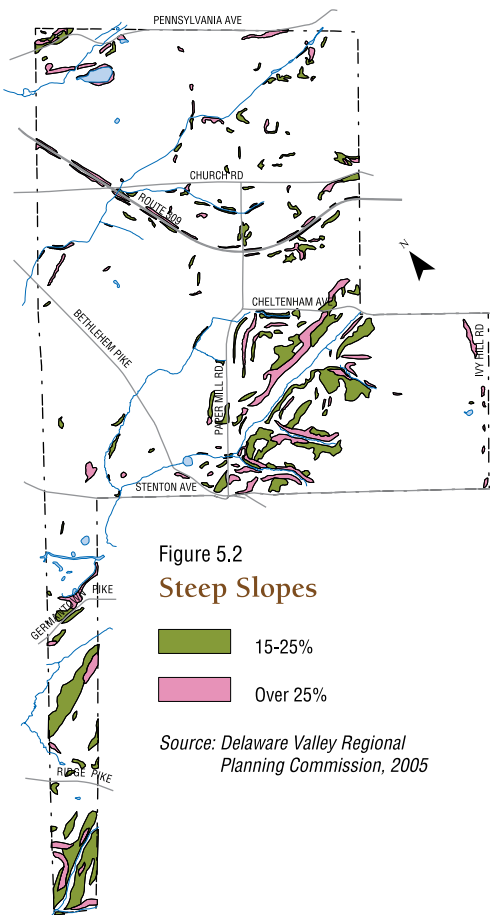 PENNSYLVANIA AVE
CHURCH RD
ROUTE 309
N
CHELTENHAM AVE
BETHLEHEM PIKE
PAPER MILL RD
IVY HILL RD
STENTON AVE
Figure 5.2
Steep Slopes
GERMANTOWN PIKE
15-25%
Over 25%
Source: Delaware Valley Regional
Planning Commission, 2005
RIDGE PIKE